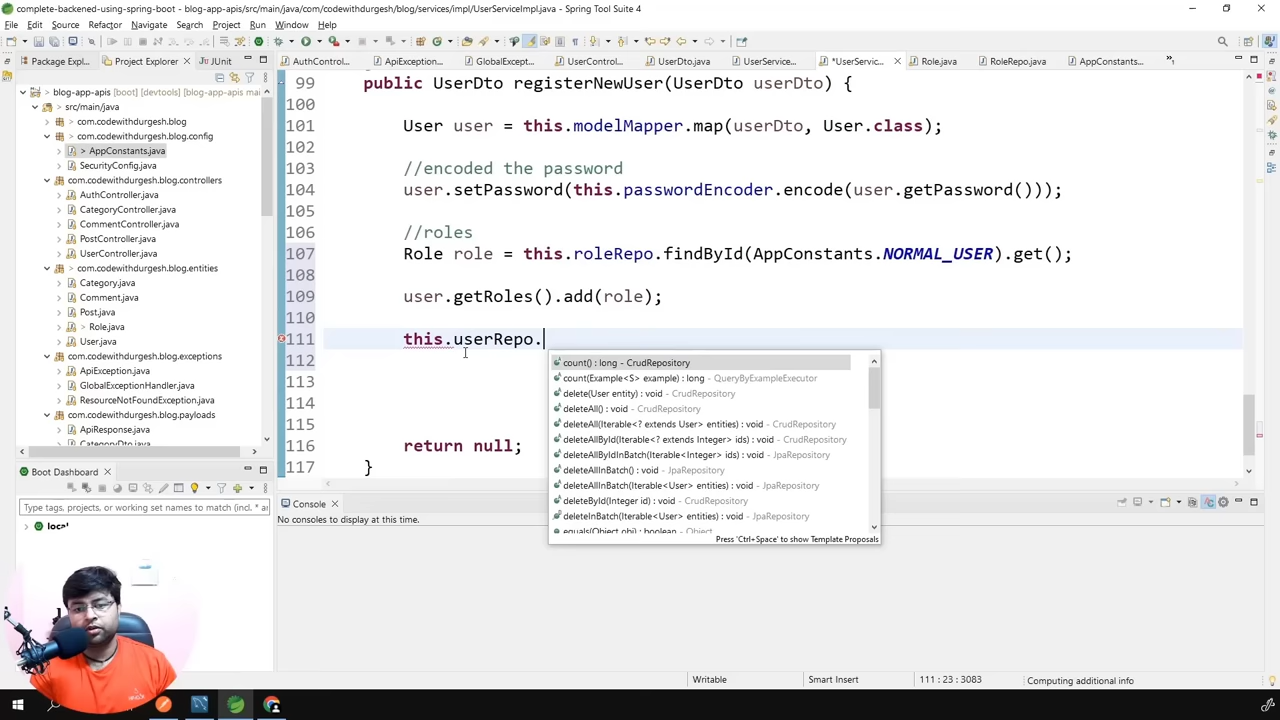 complete-backened-using-spring-boot - blog-app-apis/src/main/java/com/codewithdurgesh/blog/services/impl/UserServiceImpl.java - Spring Tool Suite 4
File Edit Source Refactor Navigate Search Project Run Window Help
Package Expl... Project Explorer JUnit
AuthControl... ApiException... GlobalExcept... UserControl... UserDto.java UserService... *UserServic... Role.java RoleRepo.java AppConstants...
blog-app-apis [boot] [devtools] (blog-app-apis m
src/main/java
com.codewithdurgesh.blog
> com.codewithdurgesh.blog.config
> AppConstants.java
SecurityConfig.java
com.codewithdurgesh.blog.controllers
AuthController.java
CategoryController.java
CommentController.java
PostController.java
UserController.java
> com.codewithdurgesh.blog.entities
Category.java
Comment.java
Post.java
> Role.java
User.java
com.codewithdurgesh.blog.exceptions
ApiException.java
GlobalExceptionHandler.java
ResourceNotFoundException.java
com.codewithdurgesh.blog.payloads
ApiResponse.java
CategoryDto.java
99 public UserDto registerNewUser(UserDto userDto) {
100
101 User user = this.modelMapper.map(userDto, User.class);
102
103 //encoded the password
104 user.setPassword(this.passwordEncoder.encode(user.getPassword()));
105
106 //roles
107 Role role = this.roleRepo.findById(AppConstants.NORMAL_USER).get();
108
109 user.getRoles().add(role);
110
111 this.userRepo.
112
113
114
115
116 return null;
117 }
count() : long - CrudRepository
count(Example<S> example) : long - QueryByExampleExecutor
delete(User entity) : void - CrudRepository
deleteAll() : void - CrudRepository
deleteAll(Iterable<? extends User> entities) : void - CrudRepository
deleteAllById(Iterable<? extends Integer> ids) : void - CrudRepository
deleteAllByIdInBatch(Iterable<Integer> ids) : void - JpaRepository
deleteAllInBatch() : void - JpaRepository
deleteAllInBatch(Iterable<User> entities) : void - JpaRepository
deleteById(Integer id) : void - CrudRepository
deleteInBatch(Iterable<User> entities) : void - JpaRepository
equals(Object obj) : boolean - Object
Press 'Ctrl+Space' to show Template Proposals
Boot Dashboard
Type tags, projects, or working set names to match (incl. * a
Console
No consoles to display at this time.
Writable Smart Insert 111 : 23 : 3083 Computing additional info